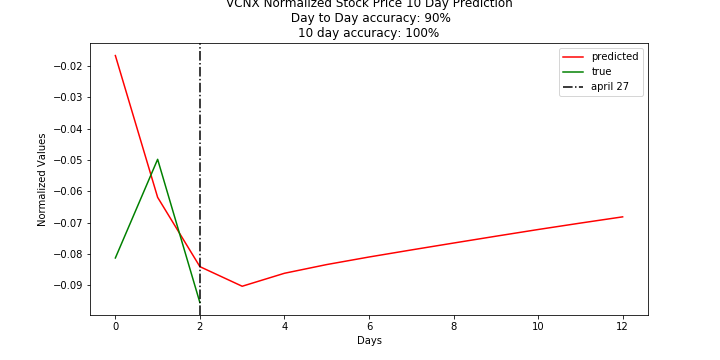 VCNX Normalized Stock Price 10 Day Prediction
Day to Day accuracy: 90%
10 day accuracy: 100%
predicted
true
april 27
Normalized Values
−0.02
−0.03
−0.04
−0.05
−0.06
−0.07
−0.08
−0.09
0 2 4 6 8 10 12
Days